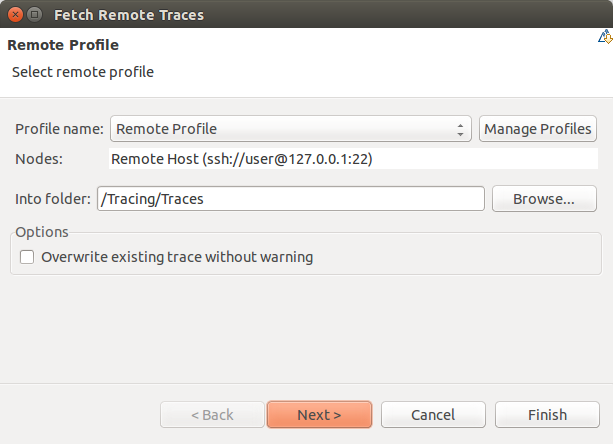 Fetch Remote Traces
Remote Profile
Select remote profile
Profile name: Remote Profile Manage Profiles
Nodes: Remote Host (ssh://user@127.0.0.1:22)
Into folder: /Tracing/Traces Browse...
Options
Overwrite existing trace without warning
< Back Next > Cancel Finish